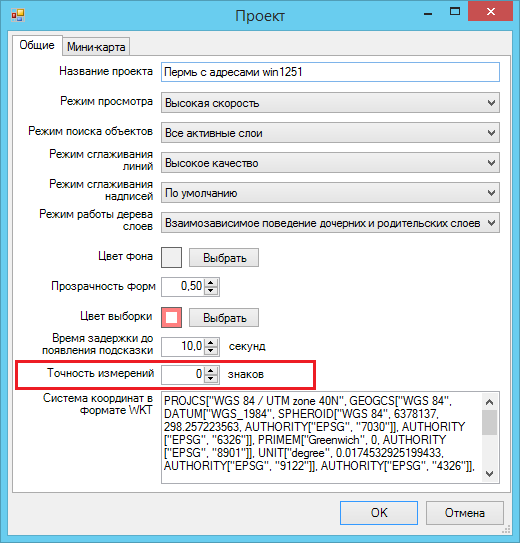 Проект
Общие
Мини-карта
Название проекта
Пермь с адресами win1251
Режим просмотра
Высокая скорость
Режим поиска объектов
Все активные слои
Режим сглаживания
линий
Высокое качество
Режим сглаживания
надписей
По умолчанию
Режим работы дерева
слоев
Взаимозависимое поведение дочерних и родительских слоев
Цвет фона
Выбрать
Прозрачность форм
0,50
Цвет выборки
Выбрать
Время задержки до
появления подсказки
10,0
секунд
Точность измерений
0
знаков
Система координат в
формате WKT
PROJCS["WGS 84 / UTM zone 40N", GEOGCS["WGS 84",
DATUM["WGS_1984", SPHEROID["WGS 84", 6378137,
298.257223563, AUTHORITY["EPSG", "7030"]], AUTHORITY
["EPSG", "6326"]], PRIMEM["Greenwich", 0, AUTHORITY
["EPSG", "8901"]], UNIT["degree", 0.0174532925199433,
AUTHORITY["EPSG", "9122"]], AUTHORITY["EPSG", "4326"]],
OK
Отмена